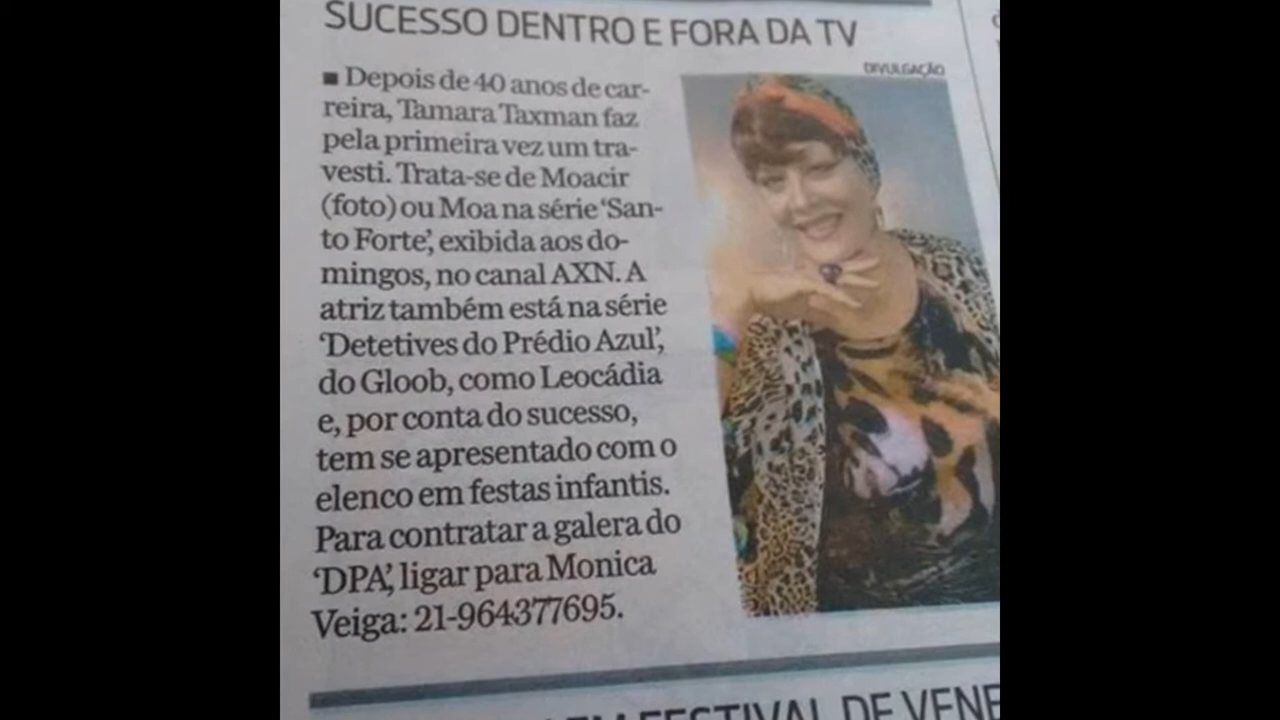 SUCESSO DENTRO E FORA DA TV
DIVULGAÇÃO
■ Depois de 40 anos de car-
reira, Tamara Taxman faz
pela primeira vez um tra-
vesti. Trata-se de Moacir
(foto) ou Moa na série ‘San-
to Forte’, exibida aos do-
mingos, no canal AXN. A
atriz também está na série
‘Detetives do Prédio Azul’,
do Gloob, como Leocádia
e, por conta do sucesso,
tem se apresentado com o
elenco em festas infantis.
Para contratar a galera do
‘DPA’, ligar para Monica
Veiga: 21-964377695.
EM FESTIVAL DE VENE